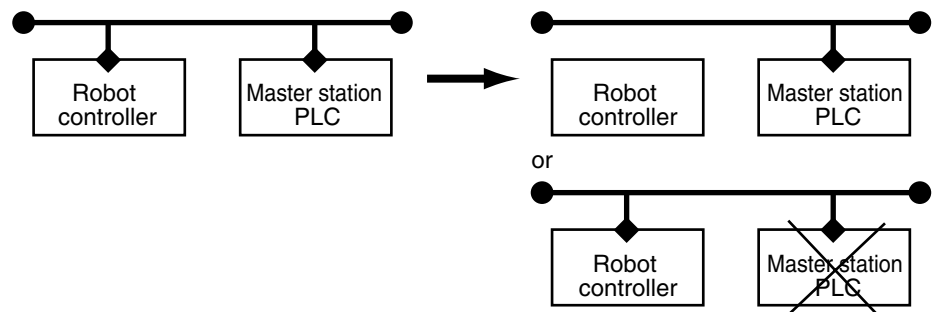 Robot
controller
Master station
PLC
Robot
controller
Master station
PLC
or
Robot
controller
Master station
PLC